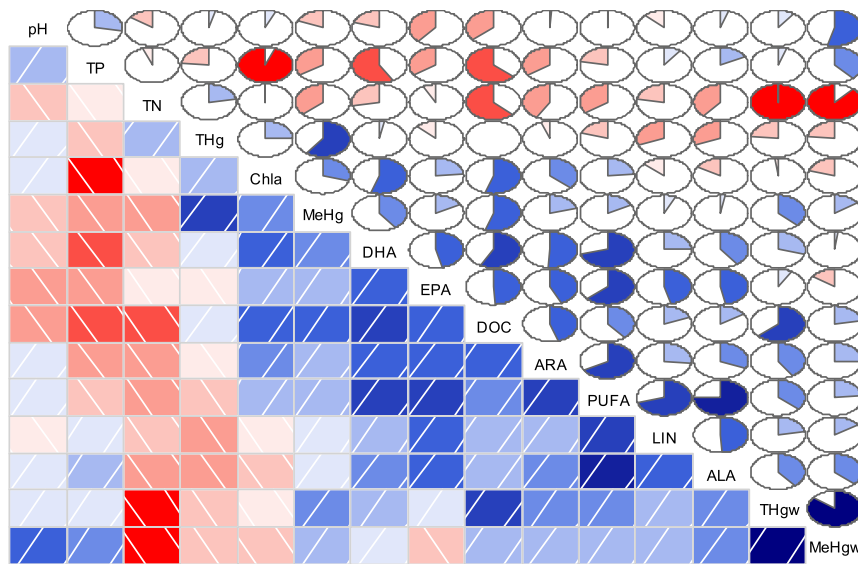 pH
TP
TN
THg
Chla
MeHg
DHA
EPA
DOC
ARA
PUFA
LIN
ALA
THgw
MeHgw